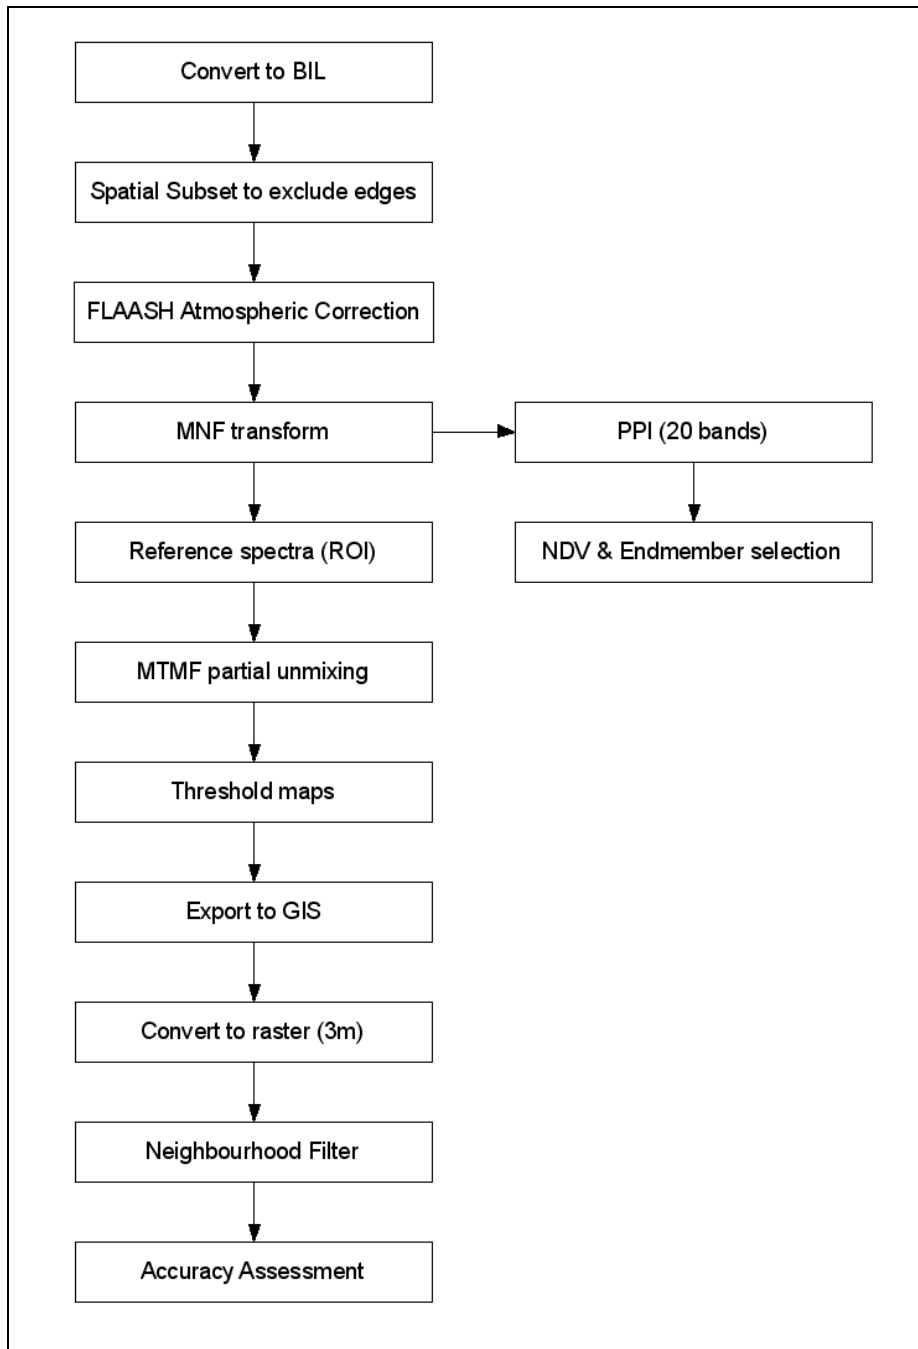 Convert to BIL
Spatial Subset to exclude edges
FLAASH Atmospheric Correction
MNF transform
PPI (20 bands)
Reference spectra (ROI)
NDV & Endmember selection
MTMF partial unmixing
Threshold maps
Export to GIS
Convert to raster (3m)
Neighbourhood Filter
Accuracy Assessment